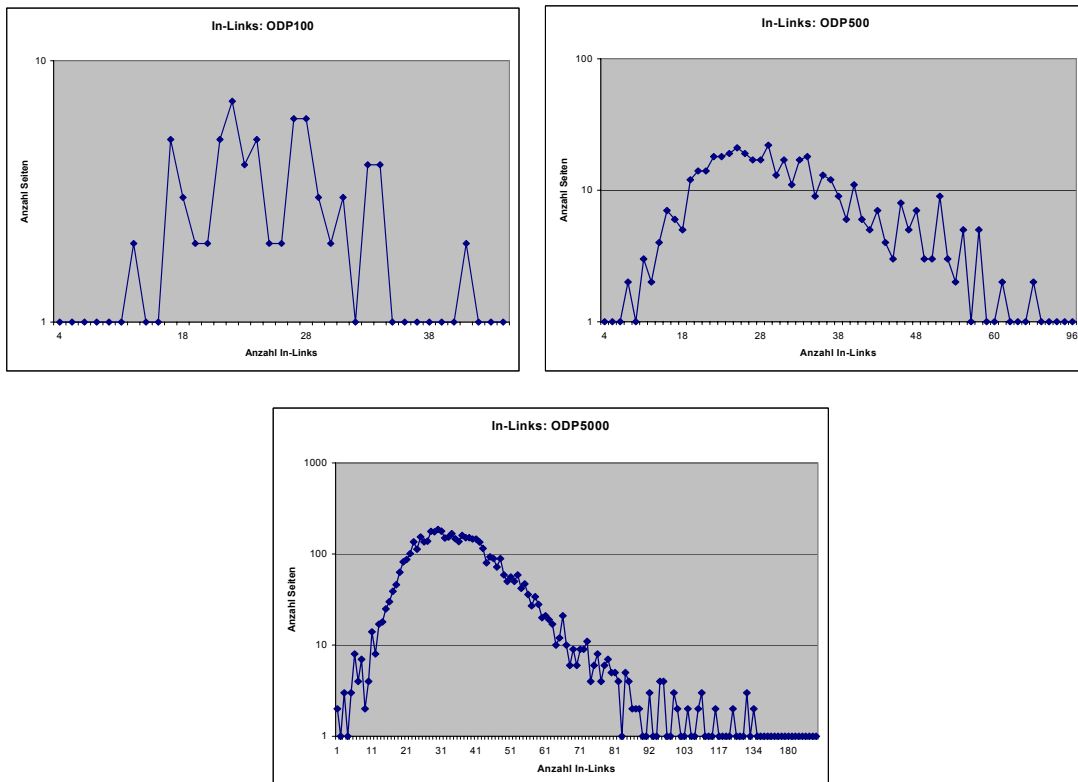 In-Links: ODP100
10
1
Anzahl Seiten
4 18 28 38
Anzahl In-Links
In-Links: ODP500
100
10
1
Anzahl Seiten
4 18 28 38 48 60 96
Anzahl In-Links
In-Links: ODP5000
1000
100
10
1
Anzahl Seiten
1 11 21 31 41 51 61 71 81 92 103 117 134 180
Anzahl In-Links